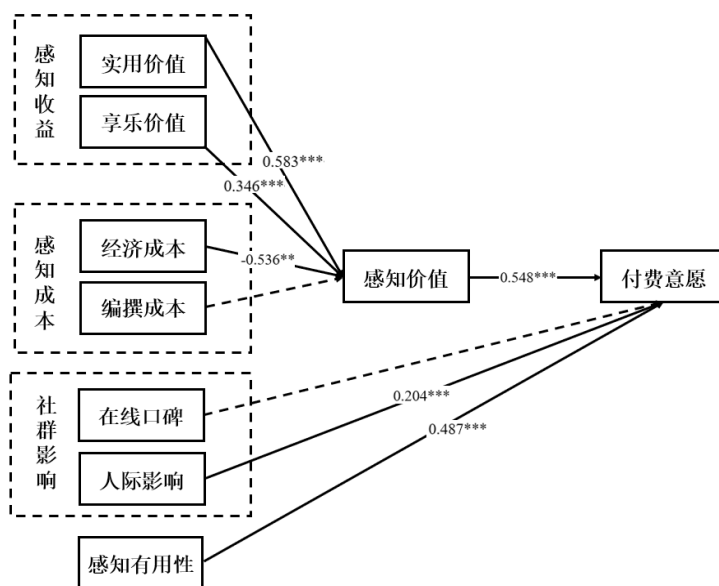 感知收益
实用价值
享乐价值
0.583***
0.346***
感知成本
经济成本
-0.536**
编撰成本
感知价值
0.548***
付费意愿
社群影响
在线口碑
0.204***
人际影响
0.487***
感知有用性